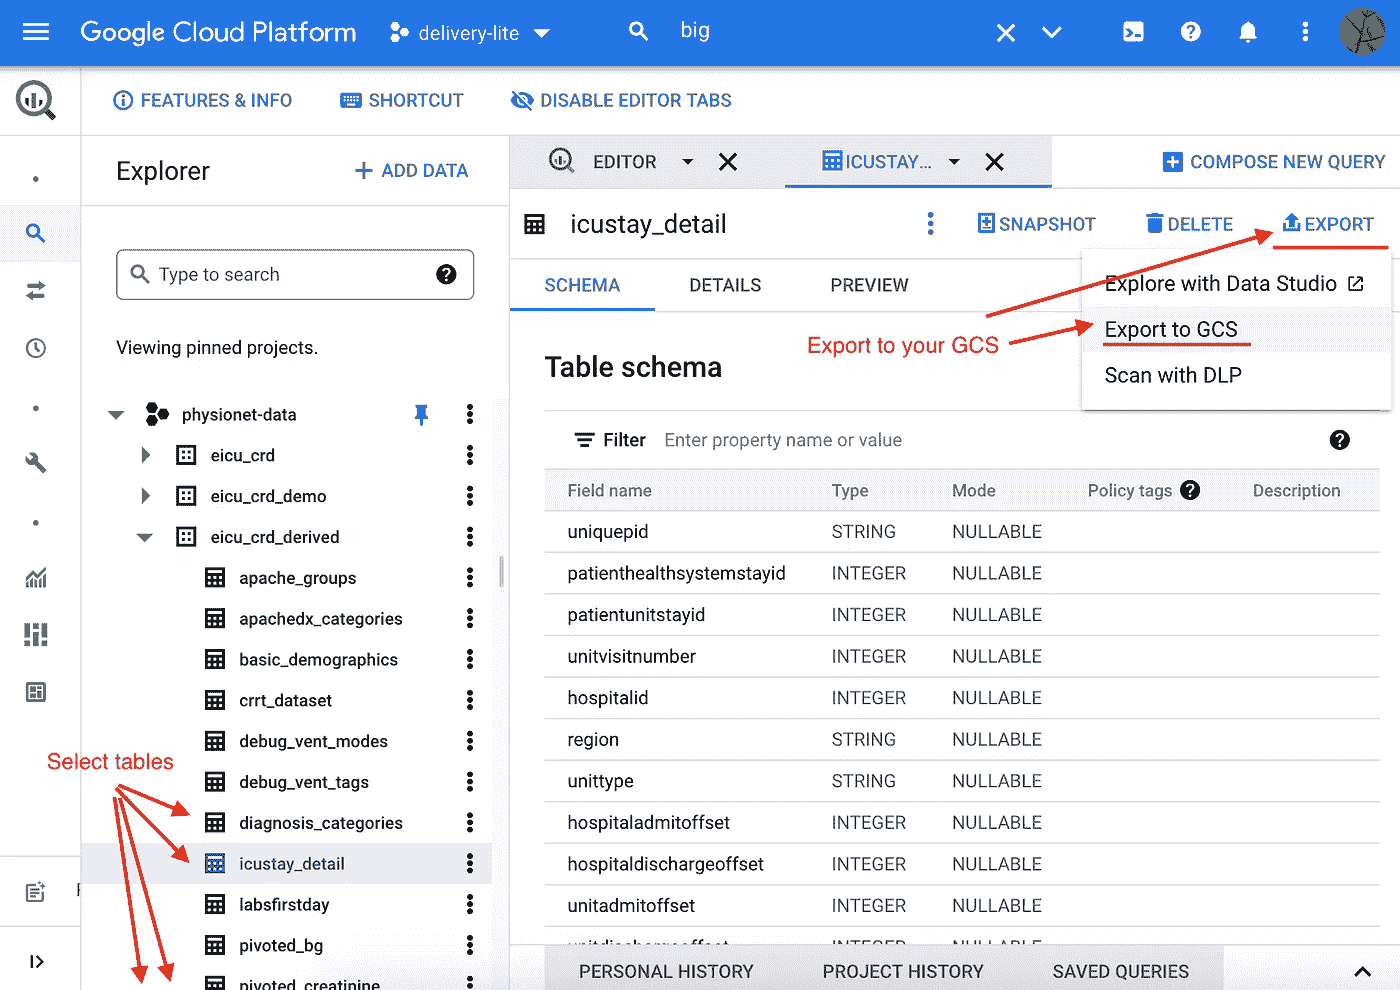 Google Cloud Platform
delivery-lite
big
FEATURES & INFO
SHORTCUT
DISABLE EDITOR TABS
Explorer
+ ADD DATA
EDITOR
ICUSTAY...
COMPOSE NEW QUERY
icustay_detail
SNAPSHOT
DELETE
EXPORT
Type to search
SCHEMA
DETAILS
PREVIEW
Explore with Data Studio
Export to GCS
Scan with DLP
Export to your GCS
Viewing pinned projects.
Table schema
physionet-data
eicu_crd
eicu_crd_demo
eicu_crd_derived
apache_groups
apachedx_categories
basic_demographics
crrt_dataset
debug_vent_modes
Select tables
debug_vent_tags
diagnosis_categories
icustay_detail
labsfirstday
pivoted_bg
pivoted_creatinine
Filter Enter property name or value
Field name Type Mode Policy tags Description
uniquepid STRING NULLABLE
patienthealthsystemstayid INTEGER NULLABLE
patientunitstayid INTEGER NULLABLE
unitvisitnumber INTEGER NULLABLE
hospitalid INTEGER NULLABLE
region STRING NULLABLE
unittype STRING NULLABLE
hospitaladmitoffset INTEGER NULLABLE
hospitaldischargeoffset INTEGER NULLABLE
unitadmitoffset INTEGER NULLABLE
PERSONAL HISTORY
PROJECT HISTORY
SAVED QUERIES